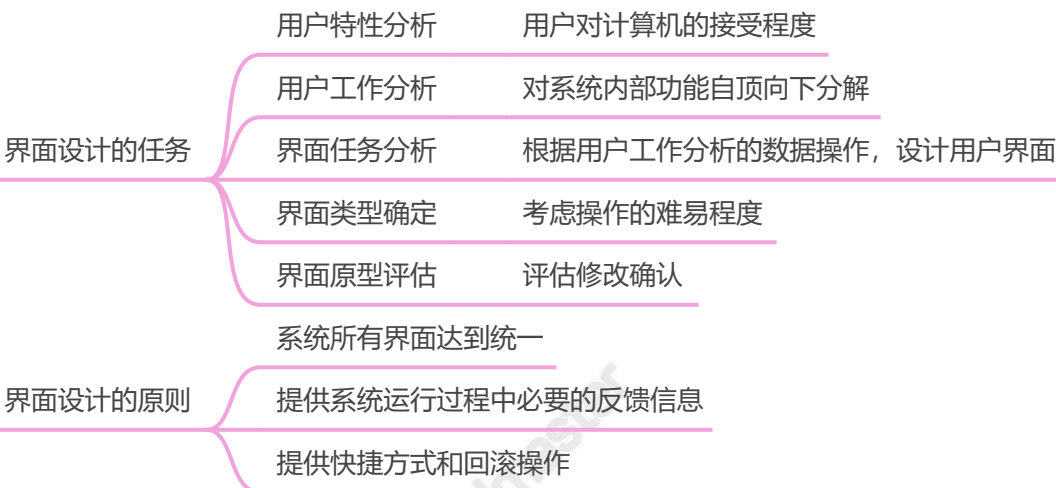 用户特性分析 用户对计算机的接受程度
用户工作分析 对系统内部功能自顶向下分解
界面设计的任务 界面任务分析 根据用户工作分析的数据操作，设计用户界面
界面类型确定 考虑操作的难易程度
界面原型评估 评估修改确认
系统所有界面达到统一
界面设计的原则 提供系统运行过程中必要的反馈信息
提供快捷方式和回滚操作